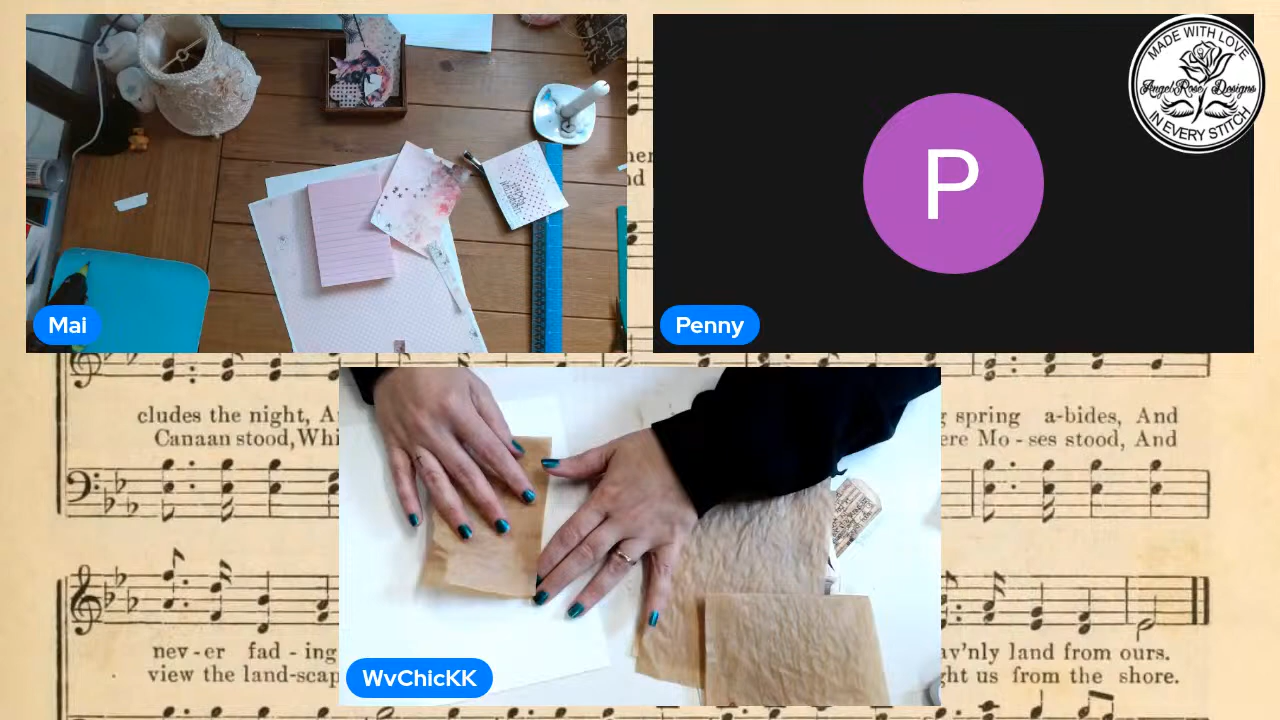 MADE WITH LOVE
AngelRose Designs
IN EVERY STITCH
P
Mai
Penny
cludes the night, A
spring a-bides, And
Canaan stood, Whi
ere Mo - ses stood, And
WvChicKK
nev - er fad - ing
av'nly land from ours.
view the land-scap
ght us from the shore.